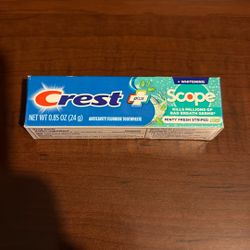 + WHITENING
Crest
PLUS
Scope
KILLS MILLIONS OF
BAD BREATH GERMS*
MINTY FRESH STRIPED
NET WT 0.85 OZ (24 g)
ANTICAVITY FLUORIDE TOOTHPASTE